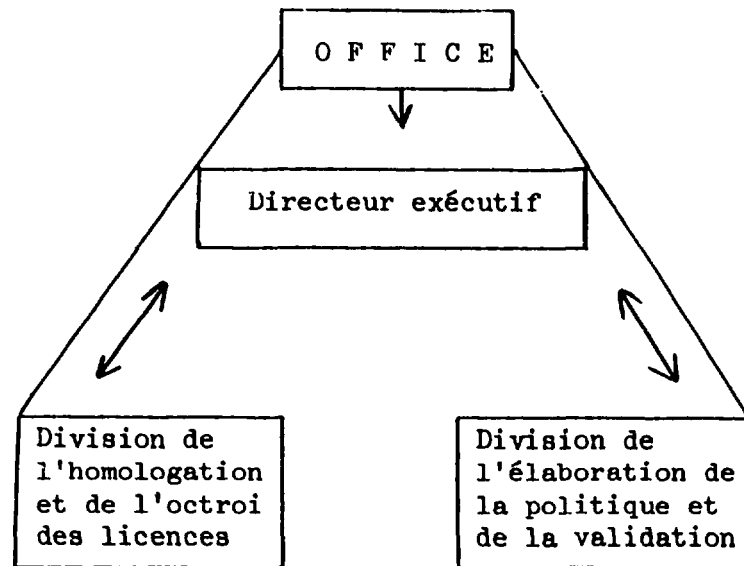 O F F I C E
Directeur exécutif
Division de
l'homologation
et de l'octroi
des licences
Division de
l'élaboration de
la politique et
de la validation